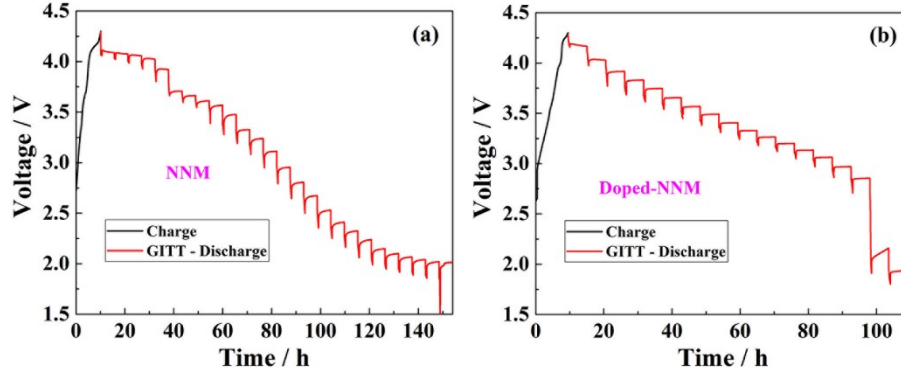 (a)
4.5
4.0
3.5
3.0
2.5
2.0
1.5
Voltage / V
NNM
Charge
GITT - Discharge
0 20 40 60 80 100 120 140
Time / h
(b)
4.5
4.0
3.5
3.0
2.5
2.0
1.5
Voltage / V
Doped-NNM
Charge
GITT - Discharge
0 20 40 60 80 100
Time / h